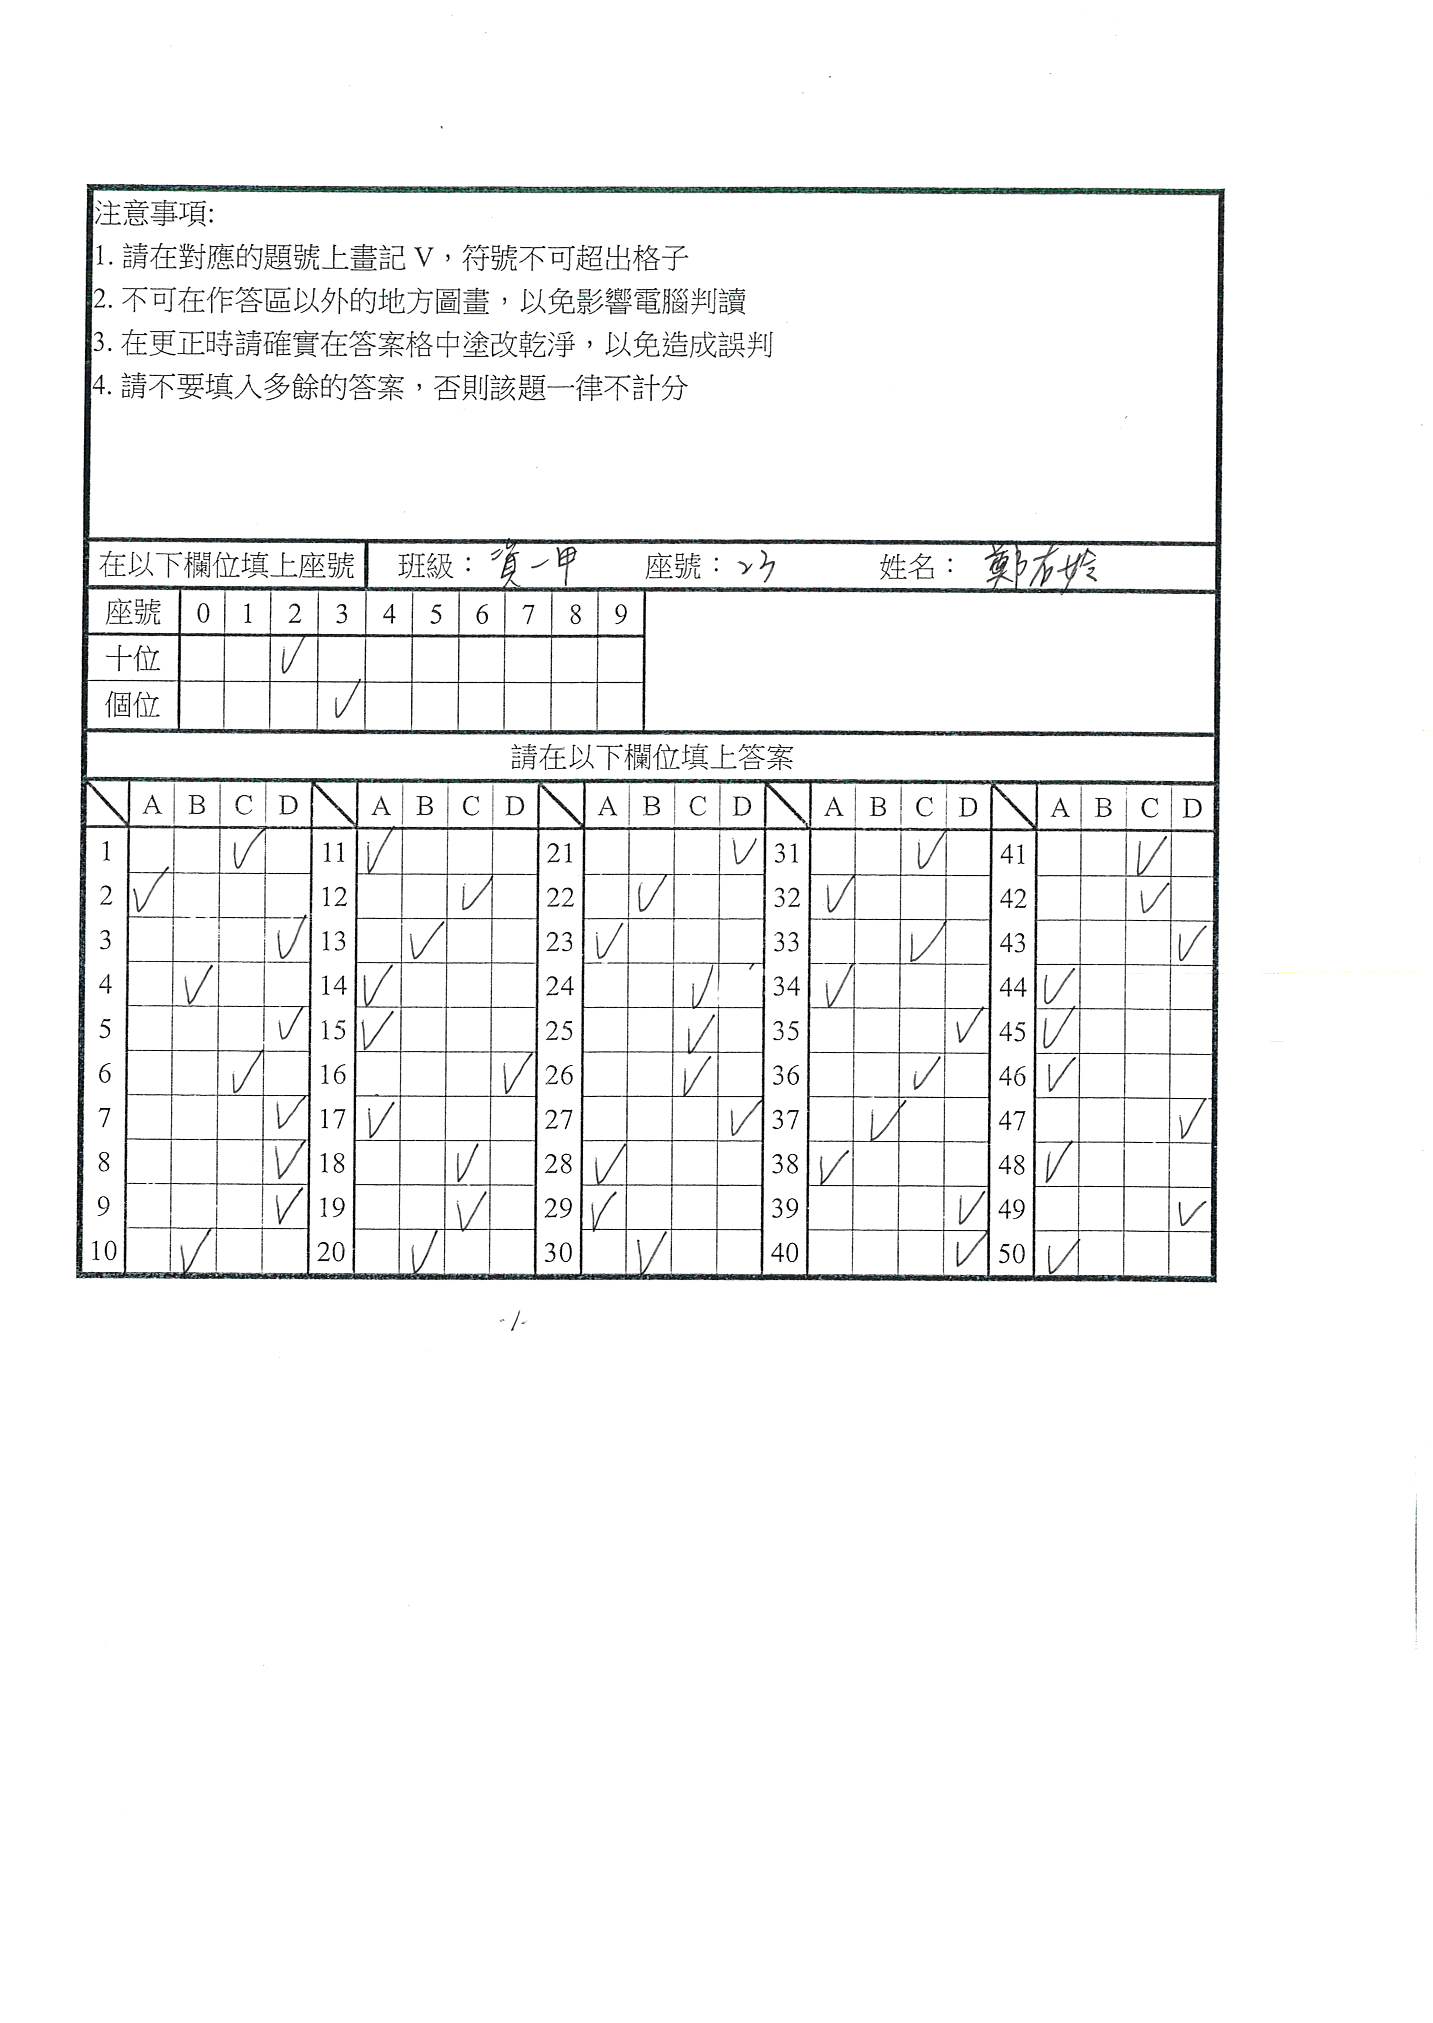 注意事項:
1. 請在對應的題號上畫記 V，符號不可超出格子
2. 不可在作答區以外的地方圖畫，以免影響電腦判讀
3. 在更正時請確實在答案格中塗改乾淨，以免造成誤判
4. 請不要填入多餘的答案，否則該題一律不計分
在以下欄位填上座號 班級： 資一甲 座號：23 姓名： 鄭
座號 0 1 2 3 4 5 6 7 8 9
十位 V
個位 V
請在以下欄位填上答案
A B C D A B C D A B C D A B C D A B C D
1 V 11 V 21 V 31 V 41 V
2 V 12 V 22 V 32 V 42 V
3 V 13 V 23 V 33 V 43 V
4 V 14 V 24 V 34 V 44 V
5 V 15 V 25 V 35 V 45 V
6 V 16 V 26 V 36 V 46 V
7 V 17 V 27 V 37 V 47 V
8 V 18 V 28 V 38 V 48 V
9 V 19 V 29 V 39 V 49 V
10 V 20 V 30 V 40 V 50 V
-1-